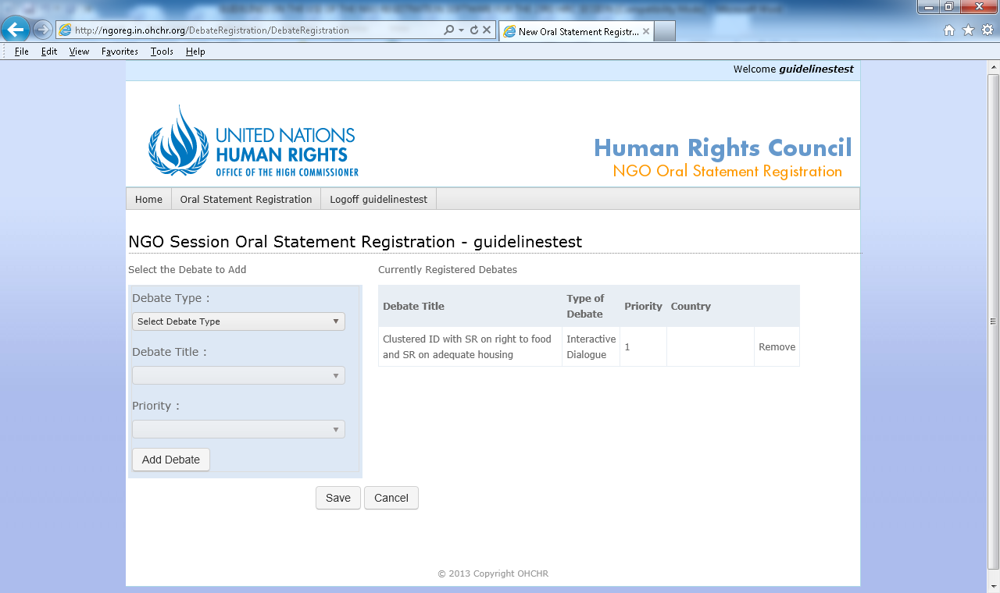 http://ngoreg.in.ohchr.org/DebateRegistration/DebateRegistration
New Oral Statement Registr...
File Edit View Favorites Tools Help
Welcome guidelinestest
UNITED NATIONS
HUMAN RIGHTS
OFFICE OF THE HIGH COMMISSIONER
Human Rights Council
NGO Oral Statement Registration
Home Oral Statement Registration Logoff guidelinestest
NGO Session Oral Statement Registration - guidelinestest
Select the Debate to Add
Debate Type :
Select Debate Type
Debate Title :
Priority :
Add Debate
Currently Registered Debates
Debate Title Type of Debate Priority Country
Clustered ID with SR on right to food and SR on adequate housing Interactive Dialogue 1 Remove
Save Cancel
© 2013 Copyright OHCHR